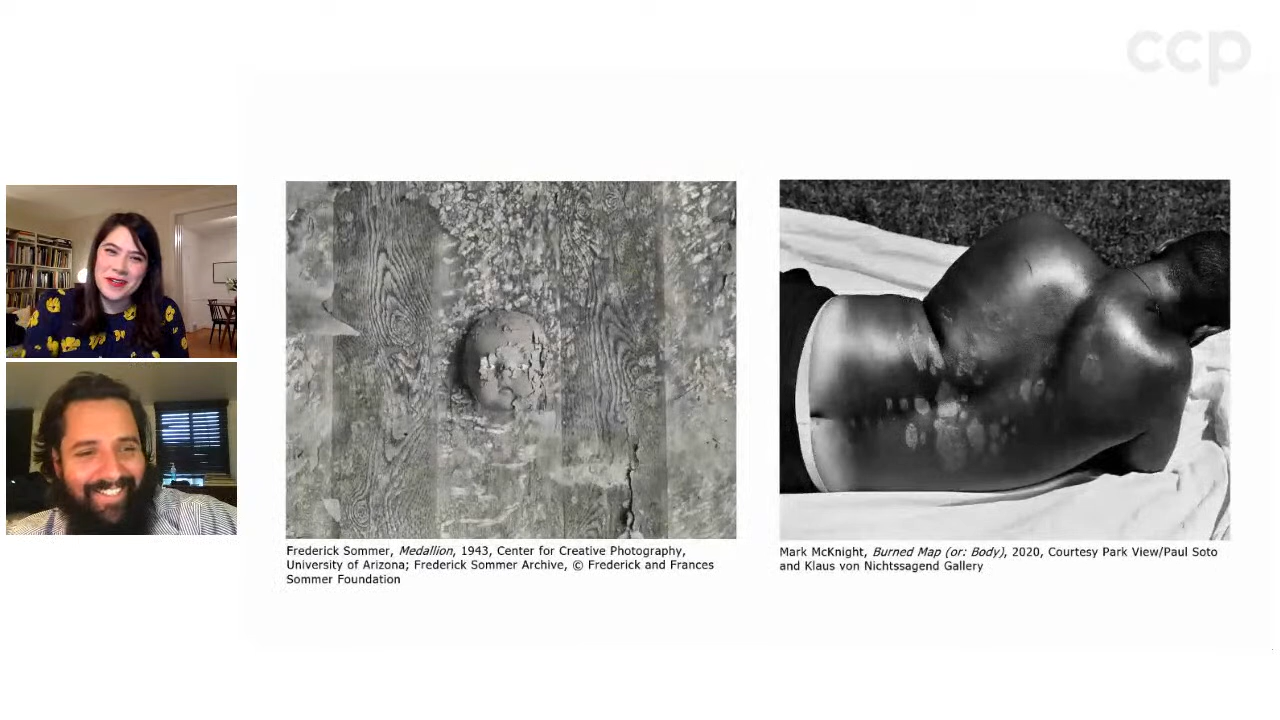 ccp
Frederick Sommer, Medallion, 1943, Center for Creative Photography,
University of Arizona; Frederick Sommer Archive, © Frederick and Frances
Sommer Foundation
Mark McKnight, Burned Map (or: Body), 2020, Courtesy Park View/Paul Soto
and Klaus von Nichtssagend Gallery